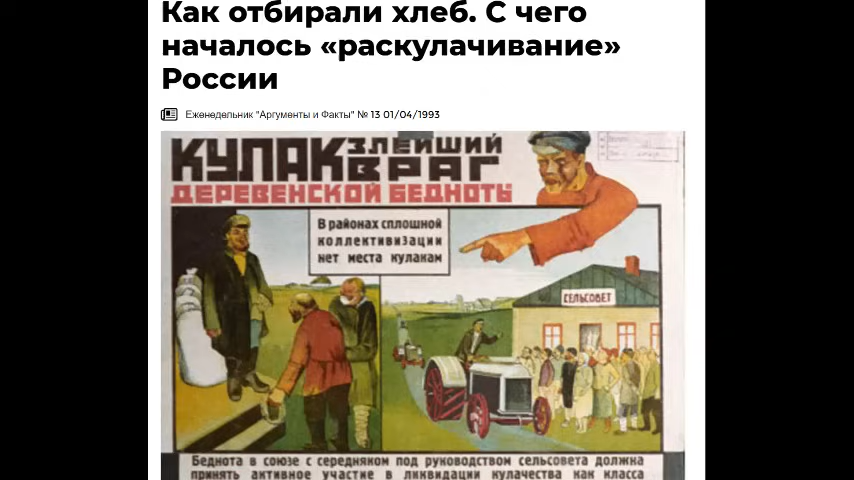 Как отбирали хлеб. С чего
началось «раскулачивание»
России
Еженедельник "Аргументы и Факты" № 13 01/04/1993
КУЛАК ЗЛЕЙШИЙ
ВРАГ
ДЕРЕВЕНСКОЙ БЕДНОТЫ
В районах сплошной
коллективизации
нет места кулакам
СЕЛЬСОВЕТ
Беднота в союзе с середняком под руководством сельсовета должна
принять активное участие в ликвидации кулачества как класса